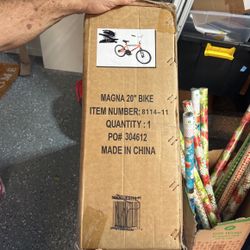 MAGNA 20" BIKE
ITEM NUMBER: 8114-11
QUANTITY: 1
PO# 304612
MADE IN CHINA